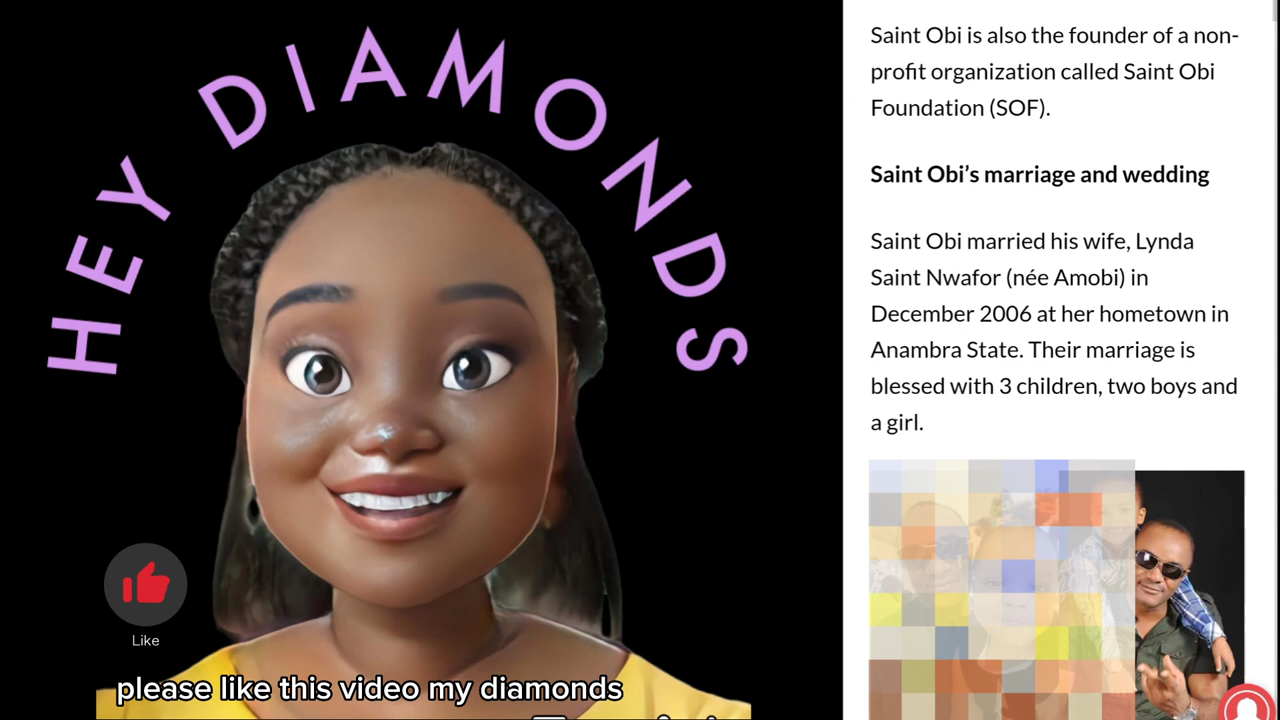 HEY DIAMONDS
Like
please like this video my diamonds
Saint Obi is also the founder of a non-
profit organization called Saint Obi
Foundation (SOF).
Saint Obi’s marriage and wedding
Saint Obi married his wife, Lynda
Saint Nwafor (née Amobi) in
December 2006 at her hometown in
Anambra State. Their marriage is
blessed with 3 children, two boys and
a girl.